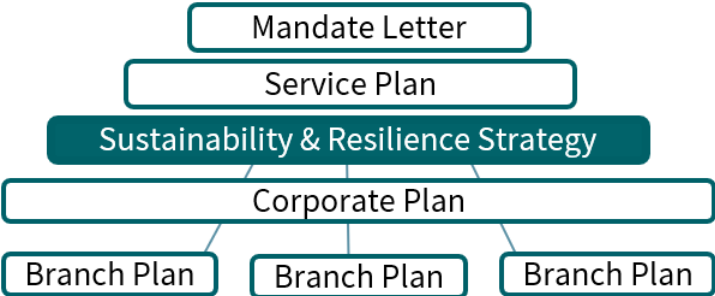 Mandate Letter
Service Plan
Sustainability & Resilience Strategy
Corporate Plan
Branch Plan
Branch Plan
Branch Plan